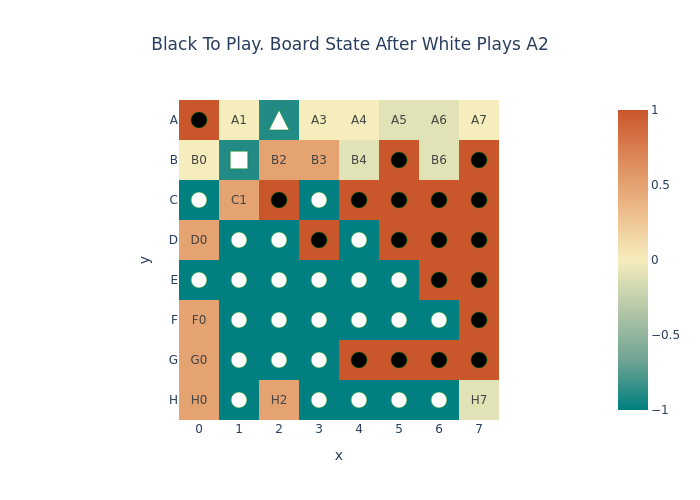 Black To Play. Board State After White Plays A2
A A1 A3 A4 A5 A6 A7
B B0 B2 B3 B4 B6
C C1
D D0
E
F F0
G G0
H H0 H2 H7
0 1 2 3 4 5 6 7
x
y
1
0.5
0
−0.5
−1